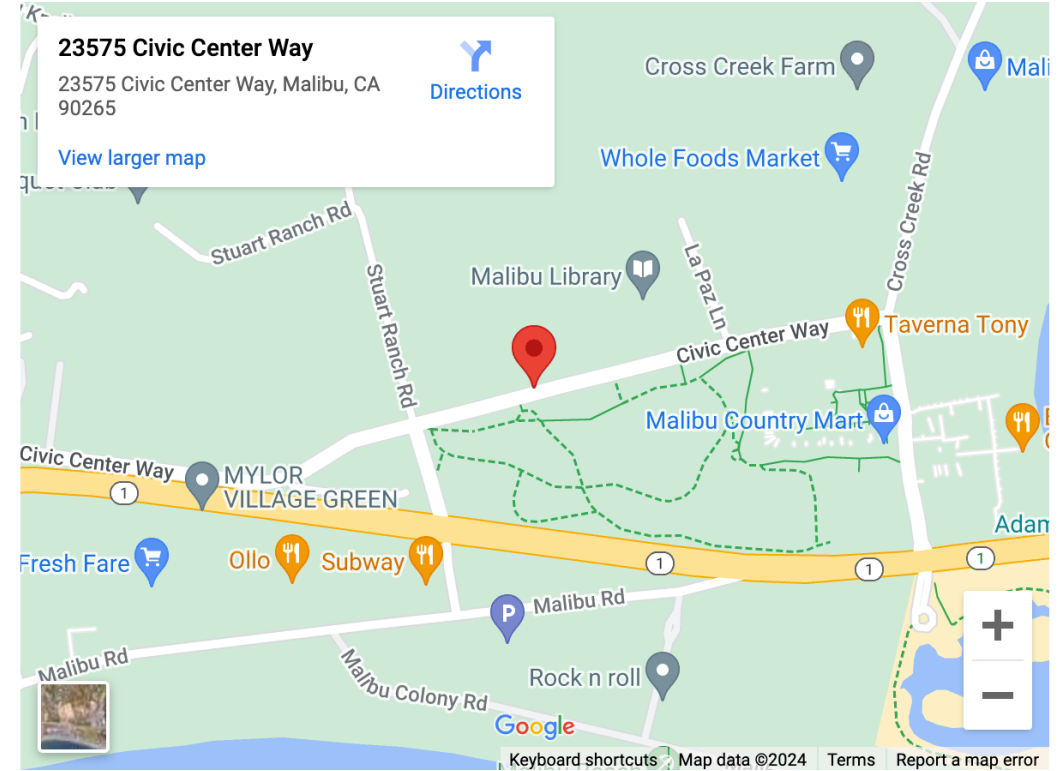 23575 Civic Center Way
23575 Civic Center Way, Malibu, CA
90265
Directions
View larger map
Cross Creek Farm
Mali
Whole Foods Market
Cross Creek Rd
Stuart Ranch Rd
Malibu Library
La Paz Ln
Stuart Ranch Rd
Civic Center Way
Taverna Tony
Malibu Country Mart
Civic Center Way
MYLOR
VILLAGE GREEN
1
Adam
Fresh Fare
Ollo
Subway
1
1
1
P
Malibu Rd
Malibu Rd
Malibu Colony Rd
Rock n roll
Google
Keyboard shortcuts
Map data ©2024
Terms
Report a map error